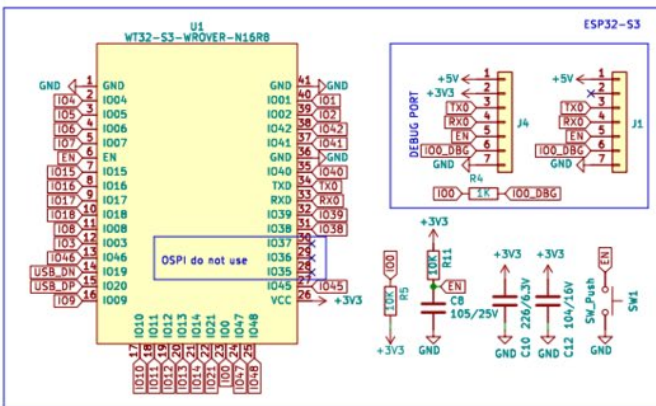 ESP32-S3
U1
WT32-S3-WROVER-N16R8
GND 1 GND
IO4 2 IO04
IO5 3 IO05
IO6 4 IO06
IO7 5 IO07
EN 6 EN
IO15 7 IO15
IO16 8 IO16
IO17 9 IO17
IO18 10 IO18
IO8 11 IO08
IO3 12 IO03
IO46 13 IO46
USB_DN 14 IO19
USB_DP 15 IO20
IO9 16 IO09
GND 41 GND
IO01 40 IO1
IO02 39 IO2
IO42 38 IO42
IO41 37 IO41
GND 36 GND
IO40 35 IO40
TX0 34 TX0
RX0 33 RX0
IO39 32 IO39
IO38 31 IO38
IO37 30
IO36 29
IO35 28
IO45 27 IO45
VCC 26 +3V3
OSPI do not use
IO10 IO11 IO12 IO13 IO14 IO21 IO0 IO47 IO48
17 18 19 20 21 22 23 24 25
IO10 IO11 IO12 IO13 IO14 IO21 IO0 IO47 IO48
DEBUG PORT
+5V 1
+3V3 2
TX0 3
RX0 4
EN 5
IO0_DBG 6
GND 7
J4
+5V 1
2
TX0 3
RX0 4
EN 5
IO0_DBG 6
GND 7
J1
R4
IO0 1K IO0_DBG
IO0
10K
R5
+3V3
+3V3
10K
R11
EN
C8
105/25V
GND
+3V3
C10 226/6.3V
GND
+3V3
C12 104/16V
GND
EN
SW_Push
SW1
GND